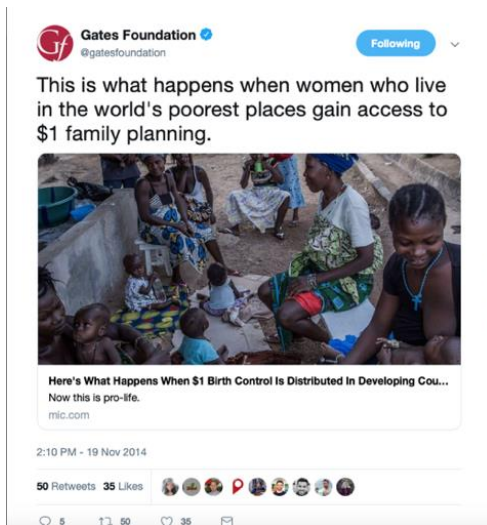 Gates Foundation
@gatesfoundation
Following
This is what happens when women who live
in the world's poorest places gain access to
$1 family planning.
Here's What Happens When $1 Birth Control Is Distributed In Developing Cou...
Now this is pro-life.
mic.com
2:10 PM - 19 Nov 2014
50 Retweets 35 Likes
5 50 35